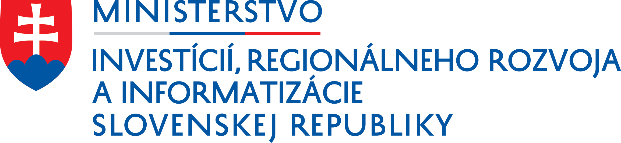 MINISTERSTVO
INVESTÍCIÍ, REGIONÁLNEHO ROZVOJA
A INFORMATIZÁCIE
SLOVENSKEJ REPUBLIKY